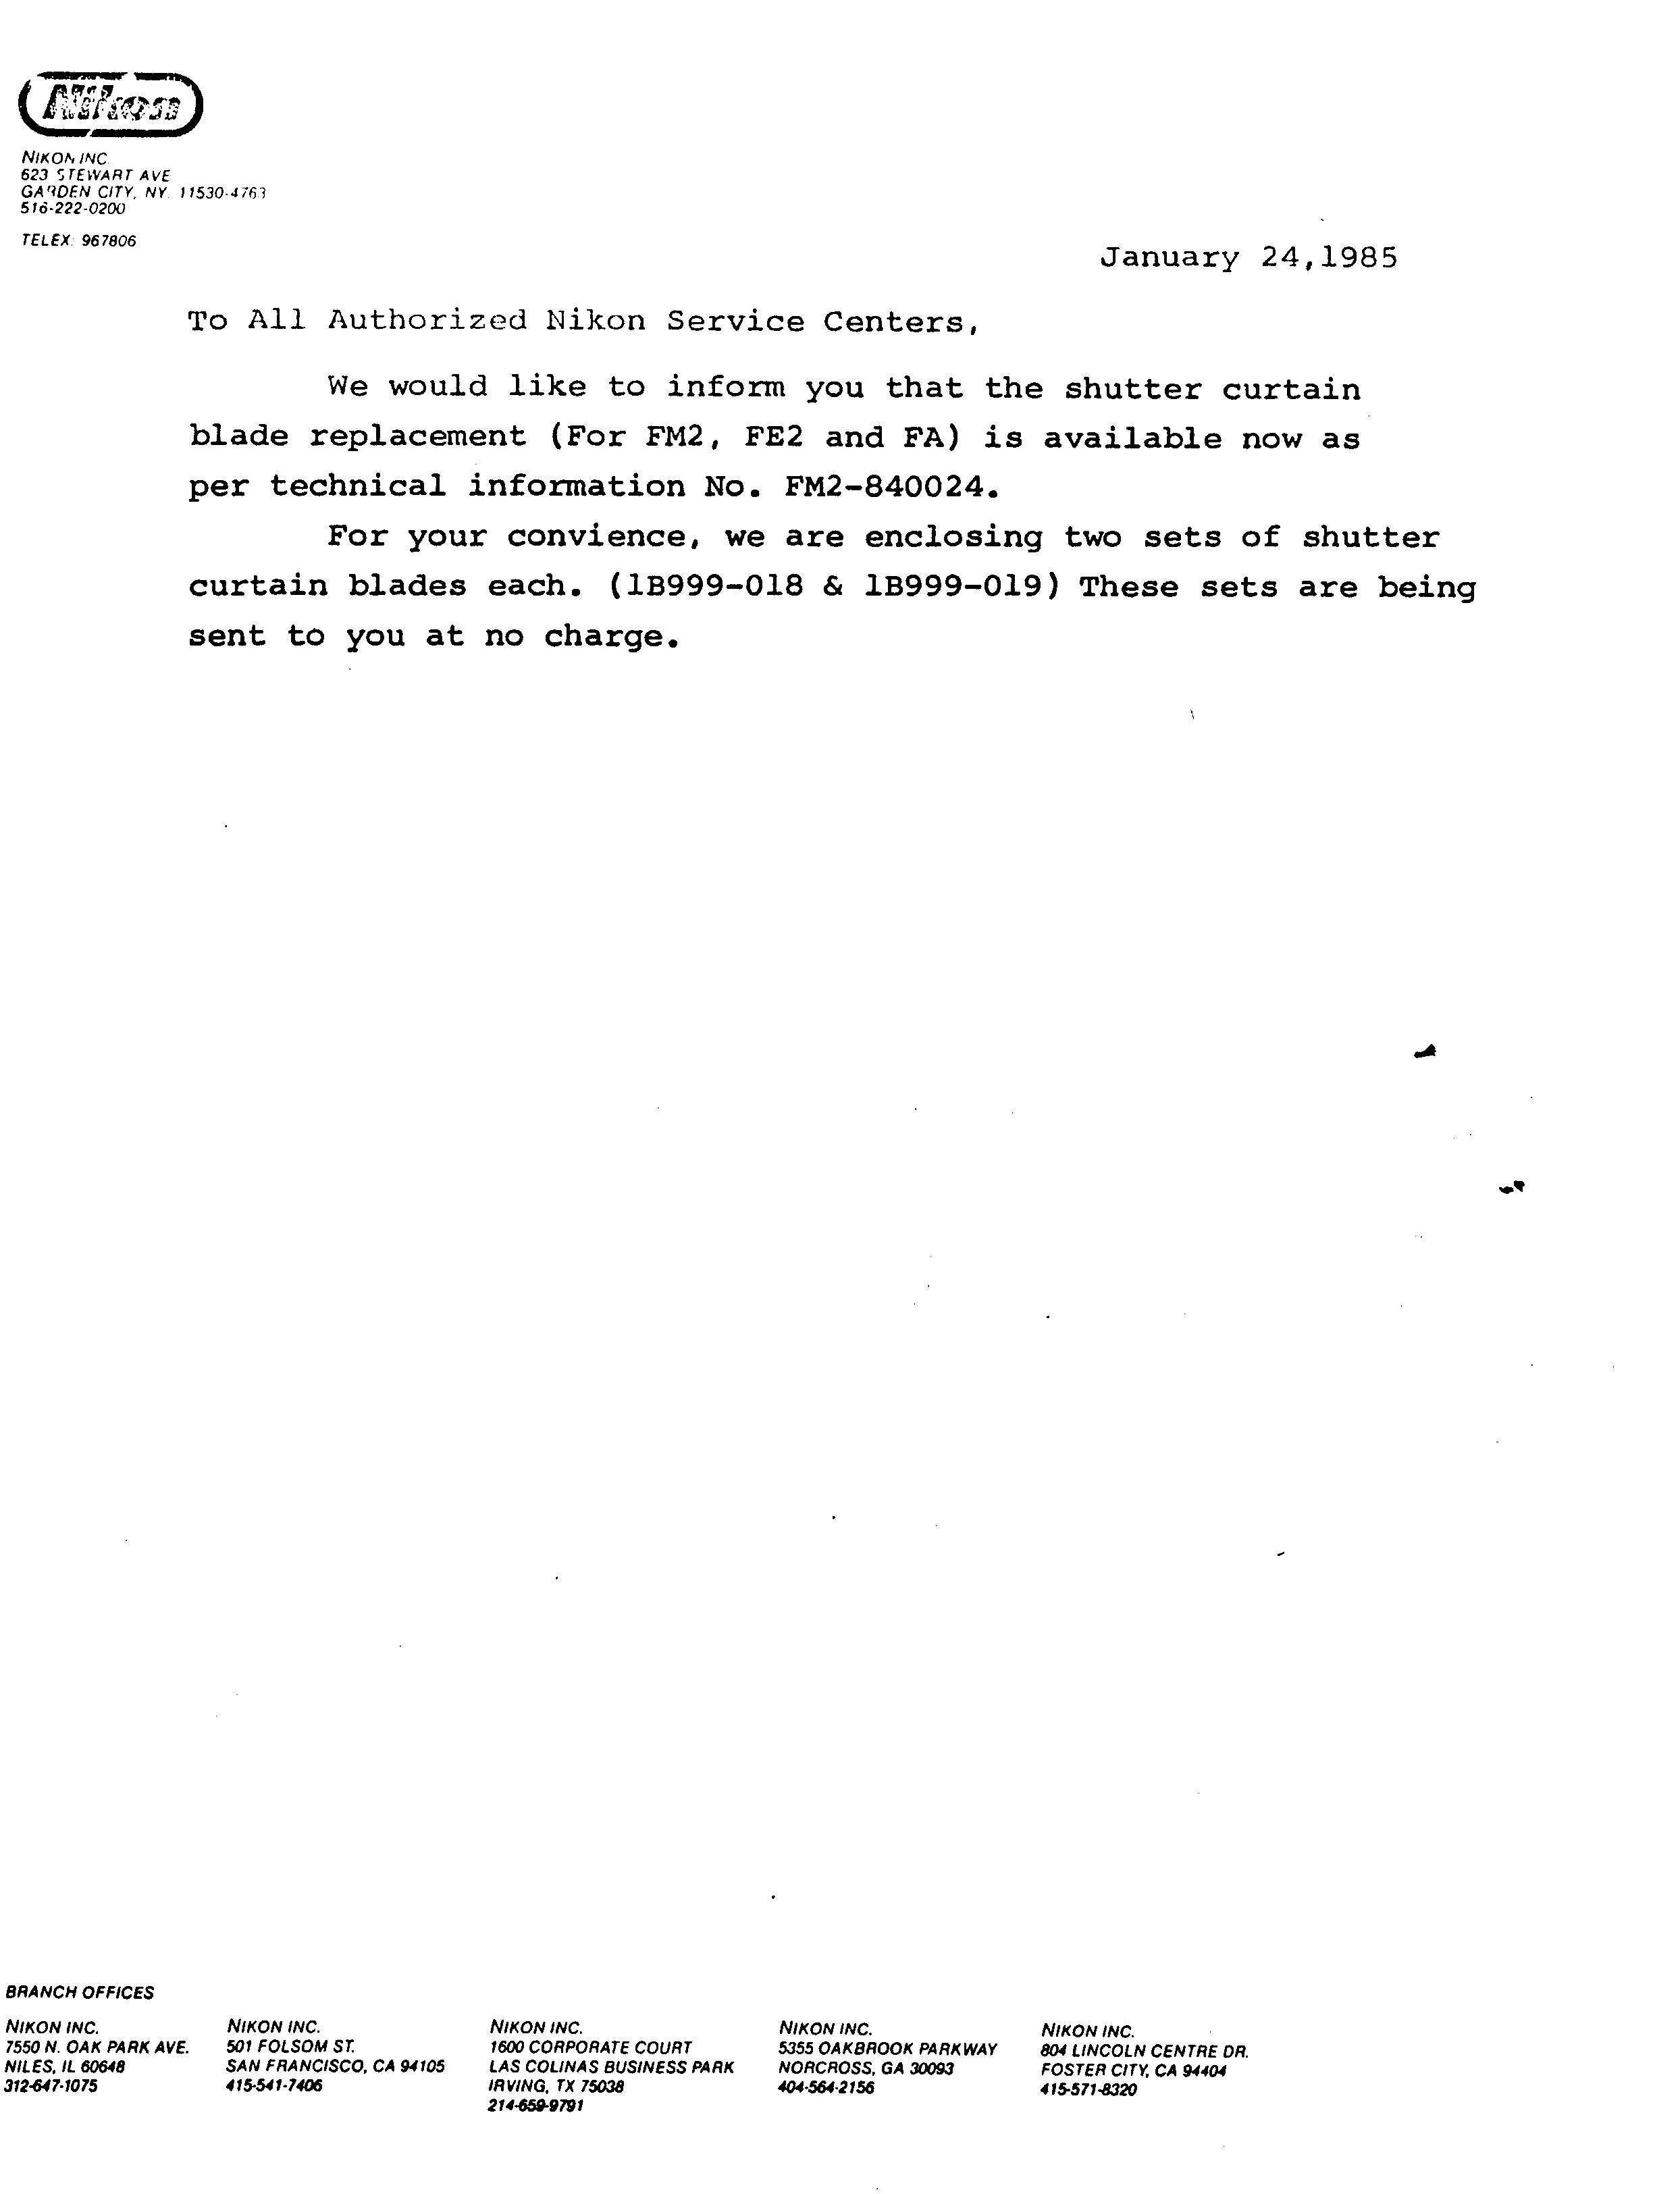 Nikon
NIKON INC.
623 STEWART AVE
GARDEN CITY, NY. 11530-4763
516-222-0200
TELEX: 967806
January 24,1985
To All Authorized Nikon Service Centers,
We would like to inform you that the shutter curtain
blade replacement (For FM2, FE2 and FA) is available now as
per technical information No. FM2-840024.
For your convience, we are enclosing two sets of shutter
curtain blades each. (1B999-018 & 1B999-019) These sets are being
sent to you at no charge.
BRANCH OFFICES
NIKON INC.
7550 N. OAK PARK AVE.
NILES, IL 60648
312-647-1075
NIKON INC.
501 FOLSOM ST.
SAN FRANCISCO, CA 94105
415-541-7406
NIKON INC.
1600 CORPORATE COURT
LAS COLINAS BUSINESS PARK
IRVING, TX 75038
214-659-9791
NIKON INC.
5355 OAKBROOK PARKWAY
NORCROSS, GA 30093
404-564-2156
NIKON INC.
804 LINCOLN CENTRE DR.
FOSTER CITY, CA 94404
415-571-8320